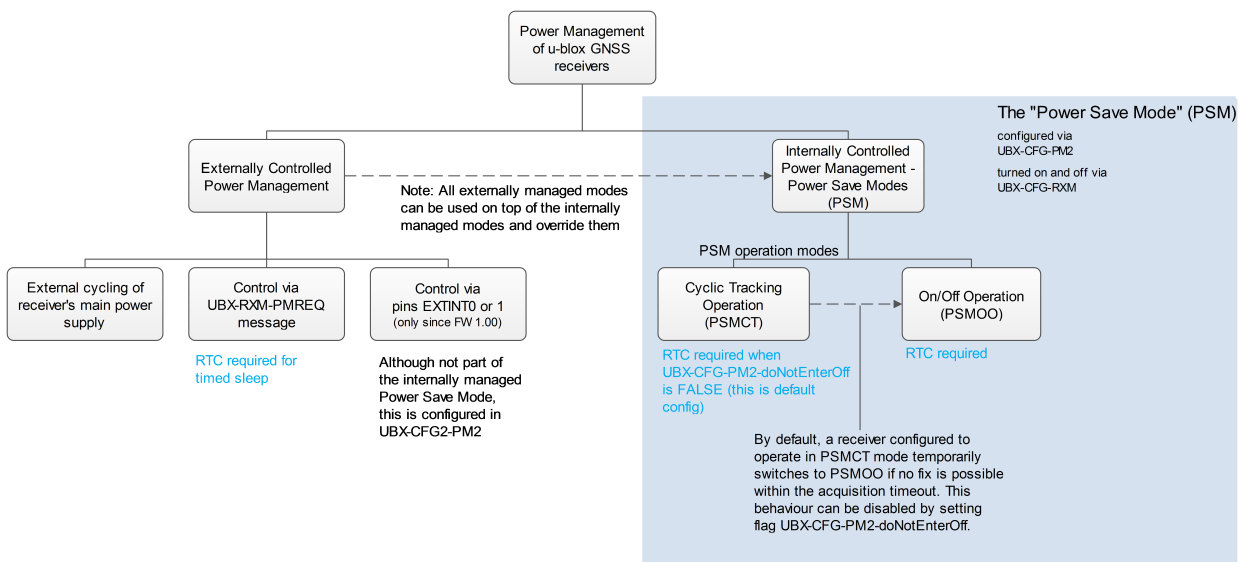 Power Management
of u-blox GNSS
receivers
The "Power Save Mode" (PSM)
configured via
UBX-CFG-PM2
turned on and off via
UBX-CFG-RXM
Externally Controlled
Power Management
Internally Controlled
Power Management -
Power Save Modes
(PSM)
Note: All externally managed modes
can be used on top of the internally
managed modes and override them
PSM operation modes
External cycling of
receiver's main power
supply
Control via
UBX-RXM-PMREQ
message
Control via
pins EXTINT0 or 1
(only since FW 1.00)
Cyclic Tracking
Operation
(PSMCT)
On/Off Operation
(PSMOO)
RTC required for
timed sleep
Although not part of
the internally managed
Power Save Mode,
this is configured in
UBX-CFG2-PM2
RTC required when
UBX-CFG-PM2-doNotEnterOff
is FALSE (this is default
config)
RTC required
By default, a receiver configured to
operate in PSMCT mode temporarily
switches to PSMOO if no fix is possible
within the acquisition timeout. This
behaviour can be disabled by setting
flag UBX-CFG-PM2-doNotEnterOff.